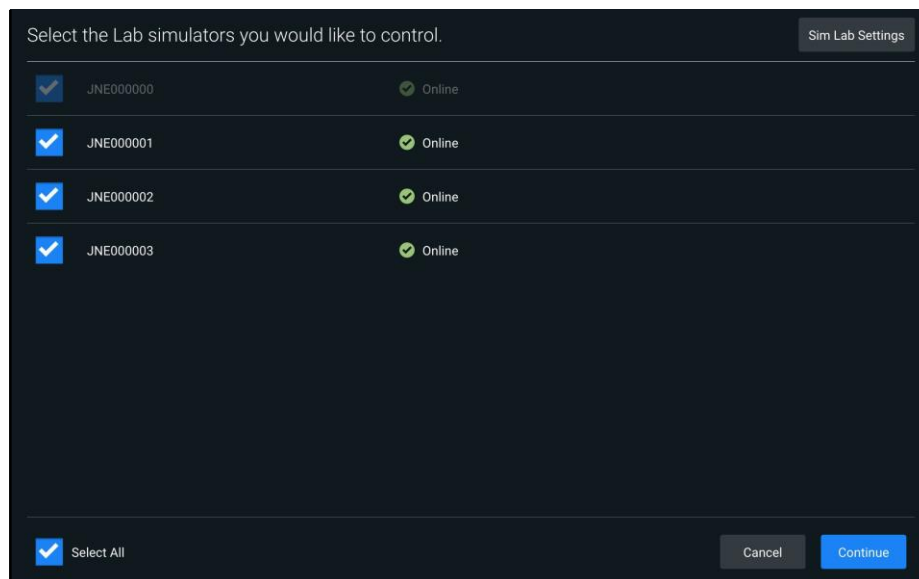 Select the Lab simulators you would like to control.
Sim Lab Settings
JNE000000 Online
JNE000001 Online
JNE000002 Online
JNE000003 Online
Select All
Cancel
Continue